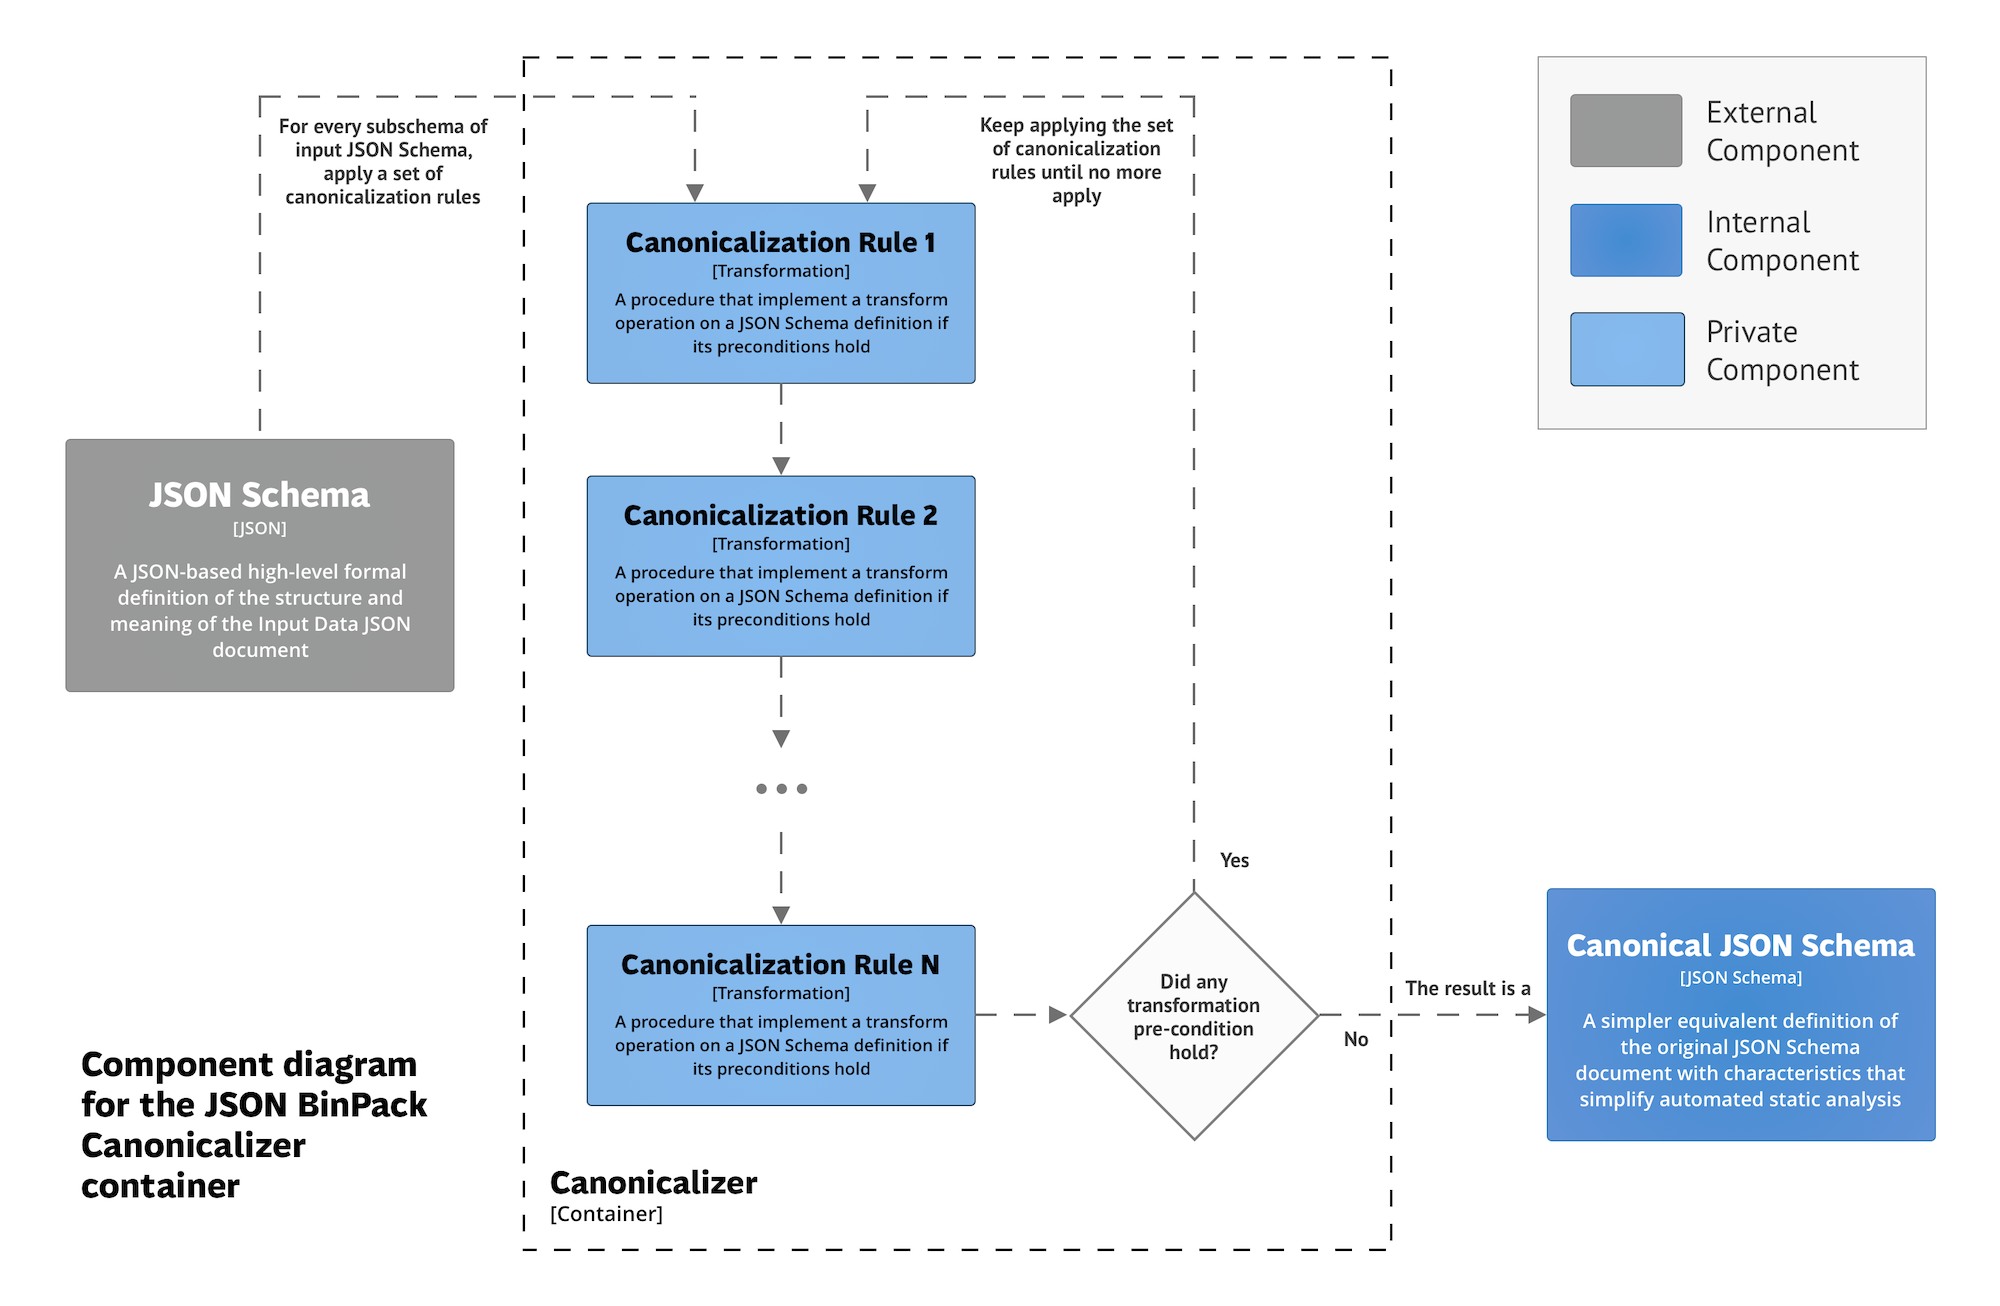 For every subschema of
input JSON Schema,
apply a set of
canonicalization rules
Keep applying the set
of canonicalization
rules until no more
apply
External
Component
Internal
Component
Private
Component
Canonicalization Rule 1
[Transformation]
A procedure that implement a transform
operation on a JSON Schema definition if
its preconditions hold
JSON Schema
[JSON]
A JSON-based high-level formal
definition of the structure and
meaning of the Input Data JSON
document
Canonicalization Rule 2
[Transformation]
A procedure that implement a transform
operation on a JSON Schema definition if
its preconditions hold
Canonicalization Rule N
[Transformation]
A procedure that implement a transform
operation on a JSON Schema definition if
its preconditions hold
Yes
Did any
transformation
pre-condition
hold?
No
The result is a
Canonical JSON Schema
[JSON Schema]
A simpler equivalent definition of
the original JSON Schema
document with characteristics that
simplify automated static analysis
Component diagram
for the JSON BinPack
Canonicalizer
container
Canonicalizer
[Container]